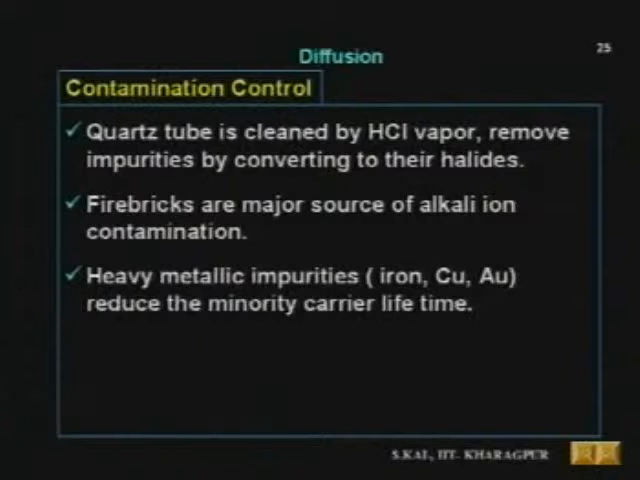 25
Diffusion
Contamination Control
✓ Quartz tube is cleaned by HCl vapor, remove
impurities by converting to their halides.
✓ Firebricks are major source of alkali ion
contamination.
✓ Heavy metallic impurities ( iron, Cu, Au)
reduce the minority carrier life time.
S.KAL, IIT- KHARAGPUR